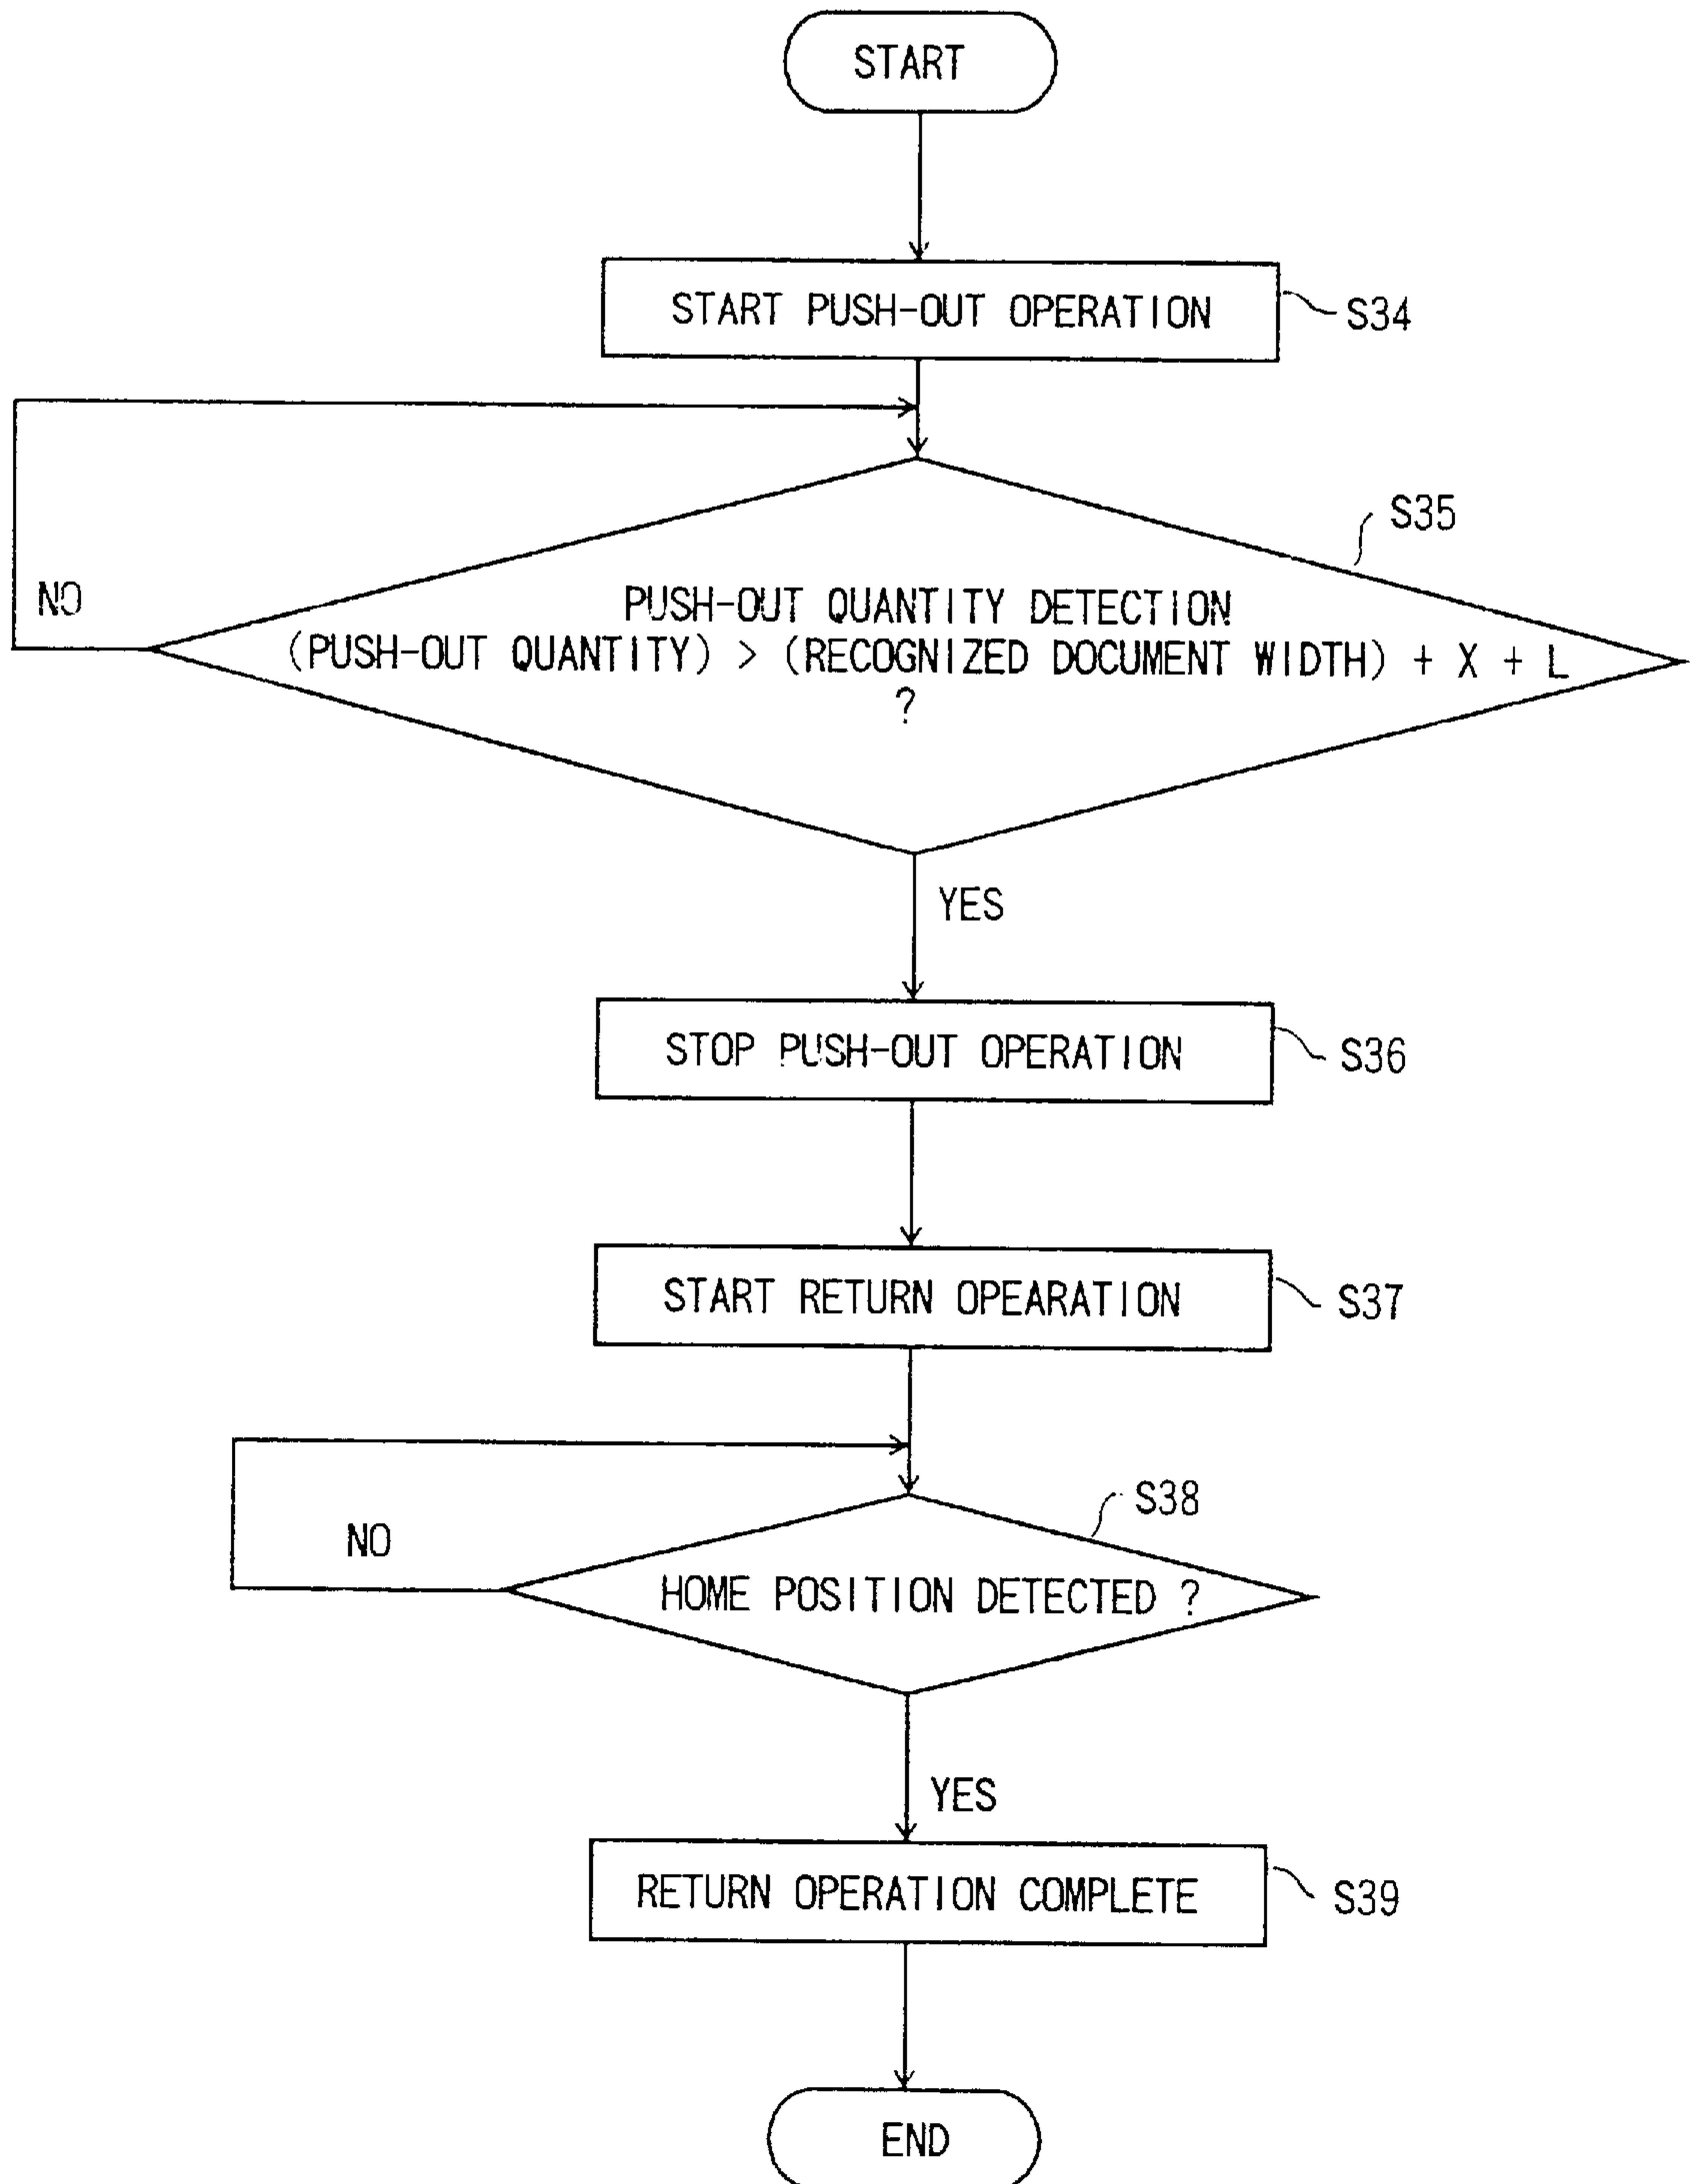 START
START PUSH-OUT OPERATION
S34
S35
NO
PUSH-OUT QUANTITY DETECTION
(PUSH-OUT QUANTITY) > (RECOGNIZED DOCUMENT WIDTH) + X + L
?
YES
STOP PUSH-OUT OPERATION
S36
START RETURN OPEARATION
S37
S38
NO
HOME POSITION DETECTED ?
YES
RETURN OPERATION COMPLETE
S39
END